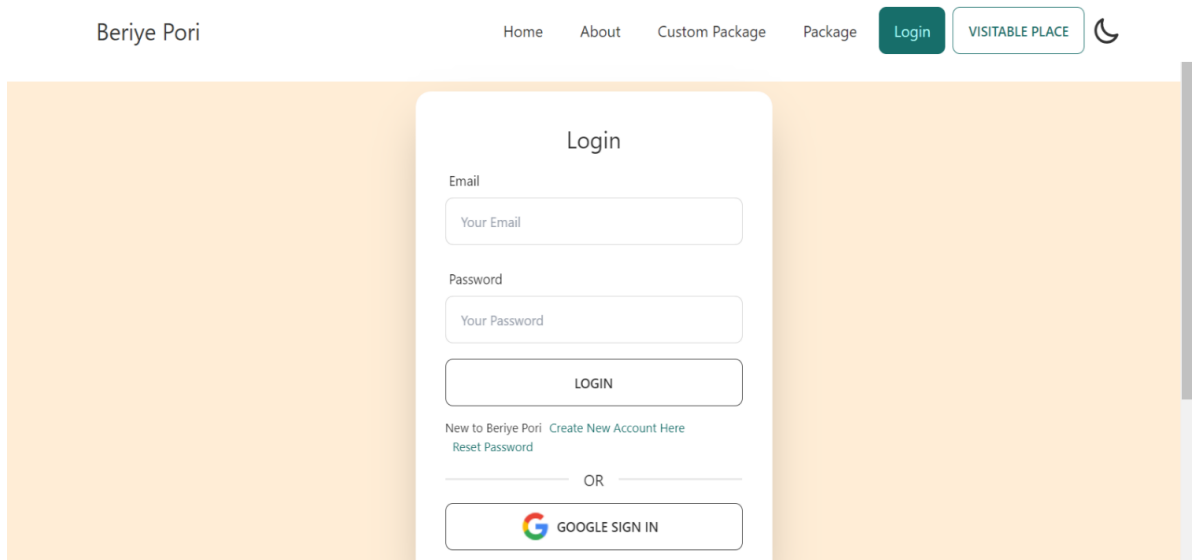 Beriye Pori Home About Custom Package Package Login VISITABLE PLACE
Login
Email
Your Email
Password
Your Password
LOGIN
New to Beriye Pori Create New Account Here
Reset Password
OR
GOOGLE SIGN IN